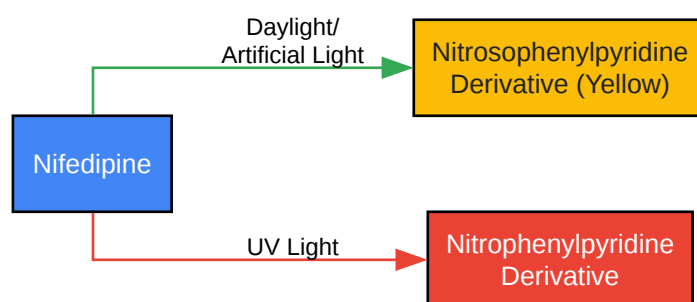 Daylight/
Artificial Light
Nitrosophenylpyridine
Derivative (Yellow)
Nifedipine
UV Light
Nitrophenylpyridine
Derivative